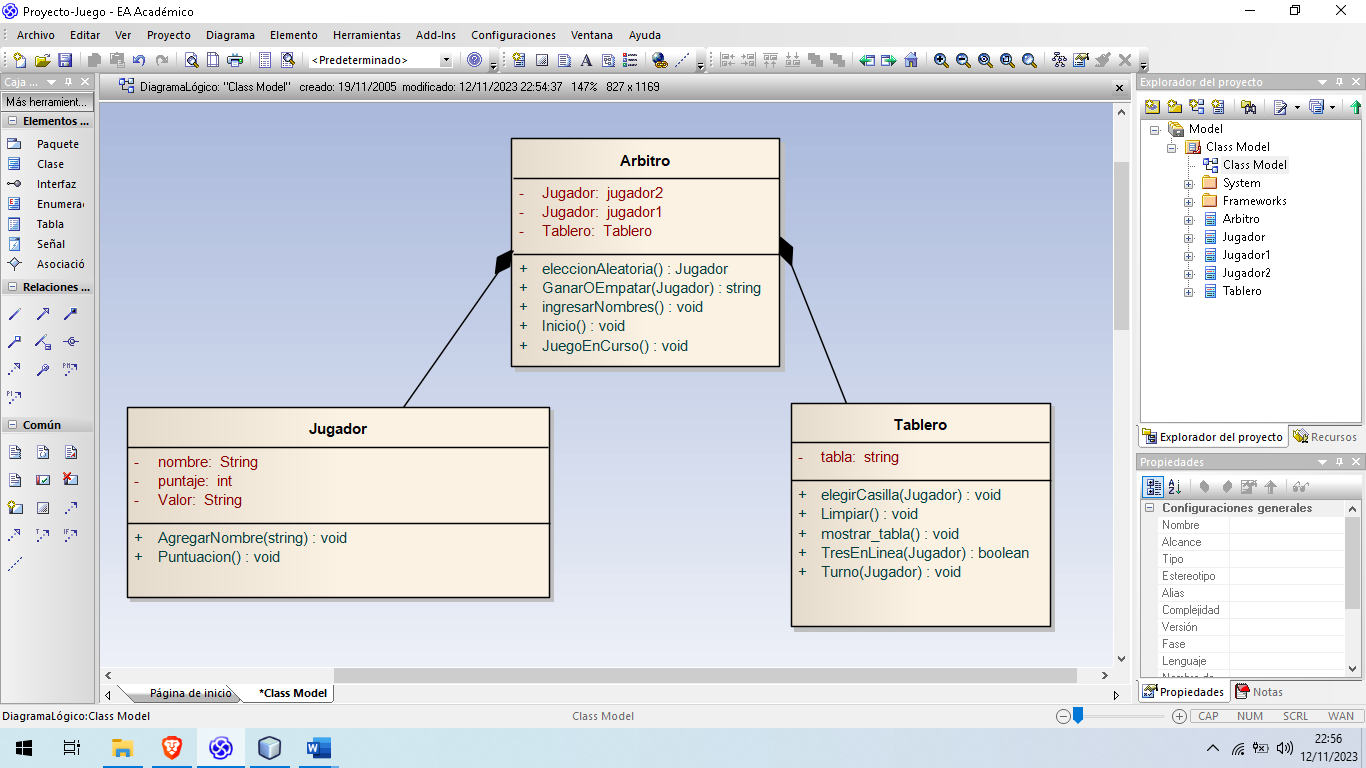 Proyecto-Juego - EA Académico
Archivo Editar Ver Proyecto Diagrama Elemento Herramientas Add-Ins Configuraciones Ventana Ayuda
<Predeterminado>
Caja ...
Más herramient...
Elementos ...
Paquete
Clase
Interfaz
Enumera
Tabla
Señal
Asociació
Relaciones ...
Común
DiagramaLógico: "Class Model" creado: 19/11/2005 modificado: 12/11/2023 22:54:37 147% 827 x 1169
Arbitro
- Jugador: jugador2
- Jugador: jugador1
- Tablero: Tablero
+ eleccionAleatoria() : Jugador
+ GanarOEmpatar(Jugador) : string
+ ingresarNombres() : void
+ Inicio() : void
+ JuegoEnCurso() : void
Jugador
- nombre: String
- puntaje: int
- Valor: String
+ AgregarNombre(string) : void
+ Puntuacion() : void
Tablero
- tabla: string
+ elegirCasilla(Jugador) : void
+ Limpiar() : void
+ mostrar_tabla() : void
+ TresEnLinea(Jugador) : boolean
+ Turno(Jugador) : void
Página de inicio *Class Model
Explorador del proyecto
Model
Class Model
Class Model
System
Frameworks
Arbitro
Jugador
Jugador1
Jugador2
Tablero
Explorador del proyecto Recursos
Propiedades
Configuraciones generales
Nombre
Alcance
Tipo
Estereotipo
Alias
Complejidad
Versión
Fase
Lenguaje
Propiedades Notas
DiagramaLógico:Class Model Class Model CAP NUM SCRL WAN
22:56
12/11/2023